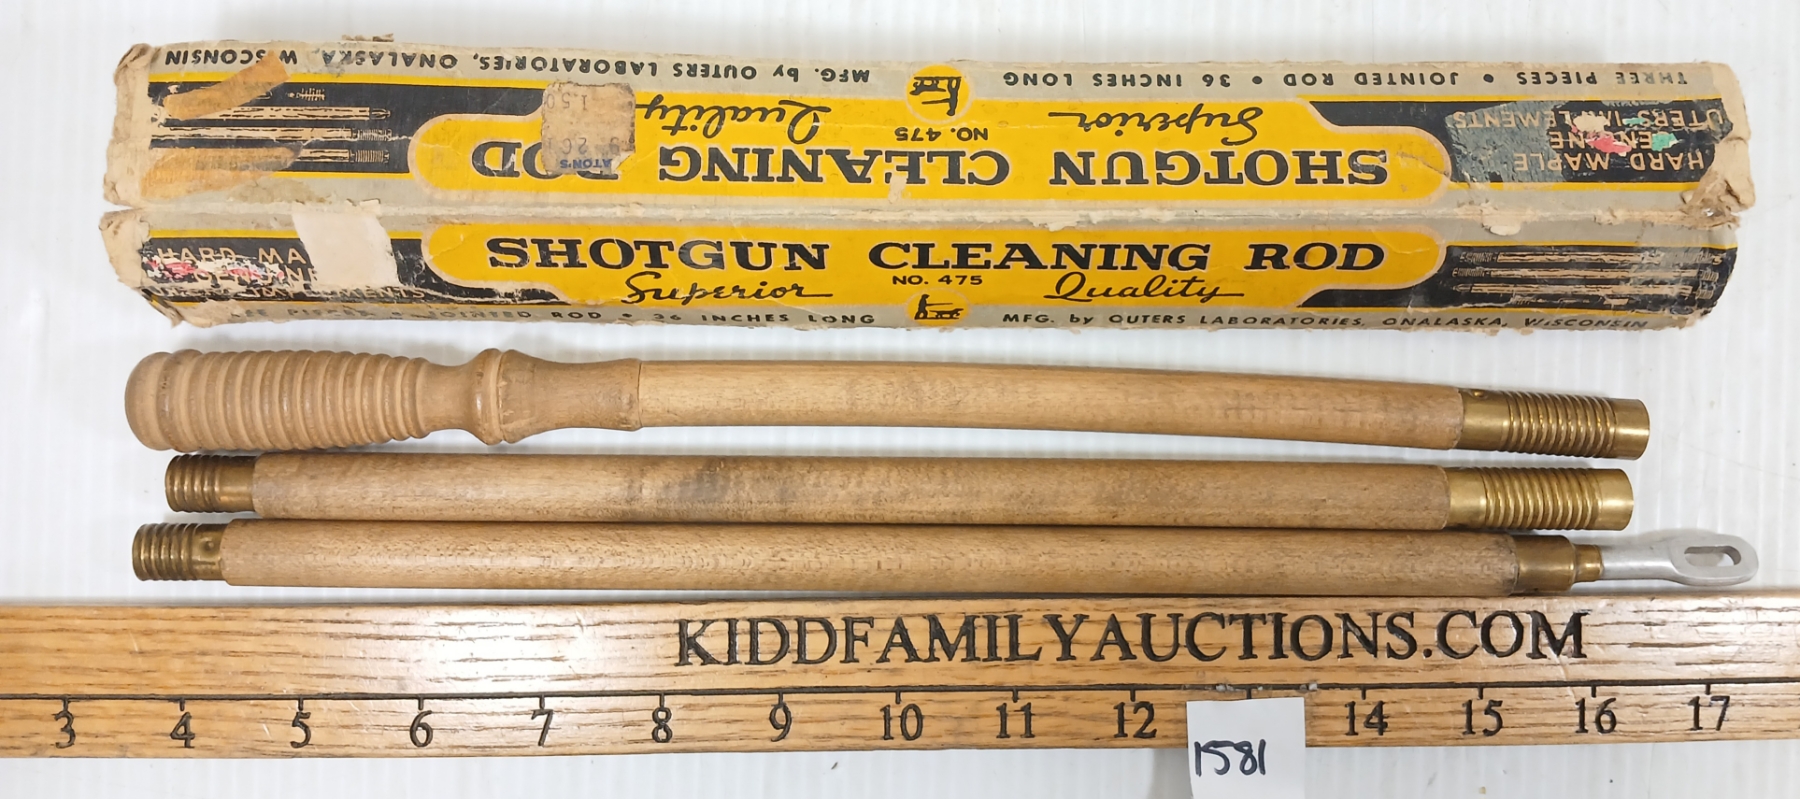 THREE PIECES • JOINTED ROD • 36 INCHES LONG MFG. by OUTERS LABORATORIES, ONALASKA, WISCONSIN
Superior Quality
NO. 475
SHOTGUN CLEANING ROD
HARD MAPLE
1.50
SHOTGUN CLEANING ROD
NO. 475
Superior Quality
HARD MA
JOINTED ROD • 36 INCHES LONG MFG. by OUTERS LABORATORIES, ONALASKA, WISCONSIN
KIDDFAMILYAUCTIONS.COM
3 4 5 6 7 8 9 10 11 12 14 15 16 17
1581